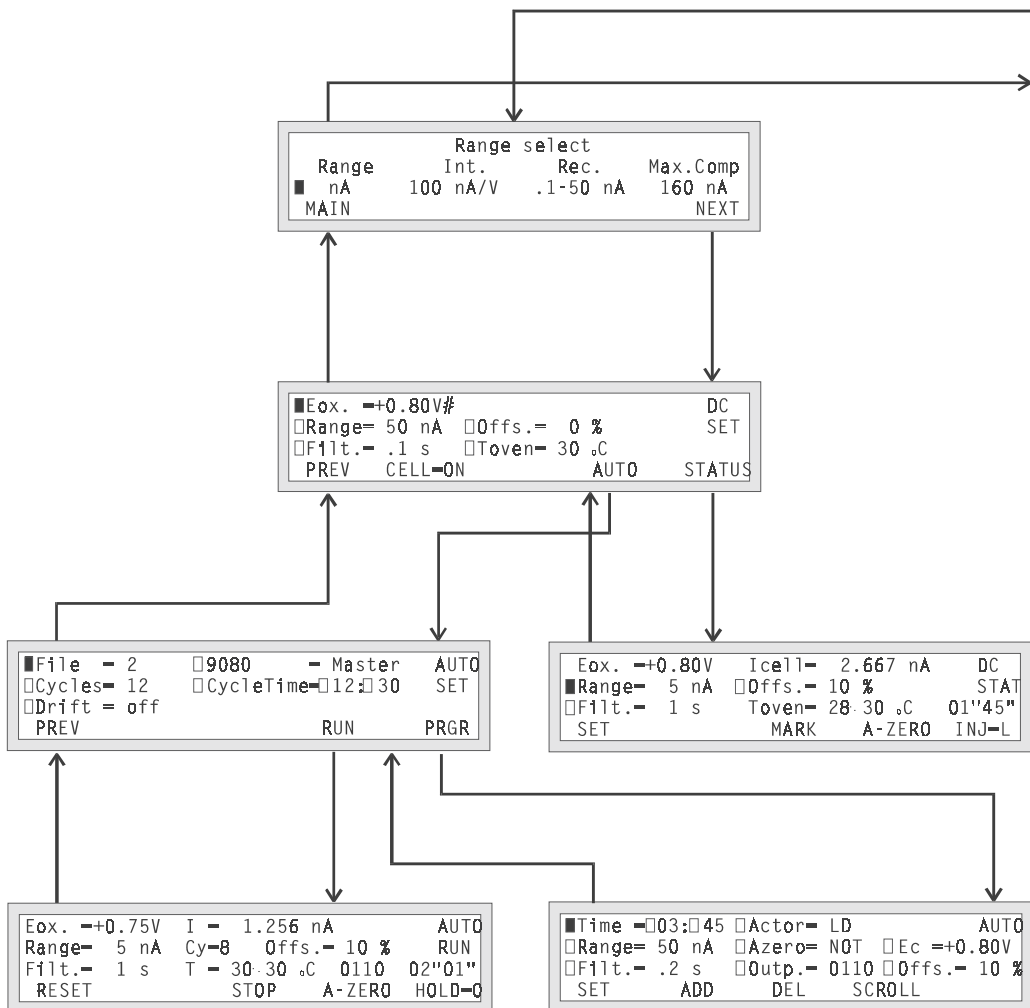 Range select
Range Int. Rec. Max.Comp
■ nA 100 nA/V .1-50 nA 160 nA
MAIN NEXT
■Eox. =+0.80V# DC
□Range= 50 nA □Offs.= 0 % SET
□Filt.= .1 s □Toven= 30 °C
PREV CELL=ON AUTO STATUS
■File = 2 □9080 = Master AUTO
□Cycles= 12 □CycleTime=□12:□30 SET
□Drift = off
PREV RUN PRGR
Eox. =+0.80V Icell= 2.667 nA DC
■Range= 5 nA □Offs.= 10 % STAT
□Filt.= 1 s Toven= 28·30 °C 01"45"
SET MARK A-ZERO INJ=L
Eox. =+0.75V I = 1.256 nA AUTO
Range= 5 nA Cy=8 Offs.= 10 % RUN
Filt.= 1 s T = 30·30 °C 0110 02"01"
RESET STOP A-ZERO HOLD=0
■Time =□03:□45 □Actor= LD AUTO
□Range= 50 nA □Azero= NOT □Ec =+0.80V
□Filt.= .2 s □Outp.= 0110 □Offs.= 10 %
SET ADD DEL SCROLL